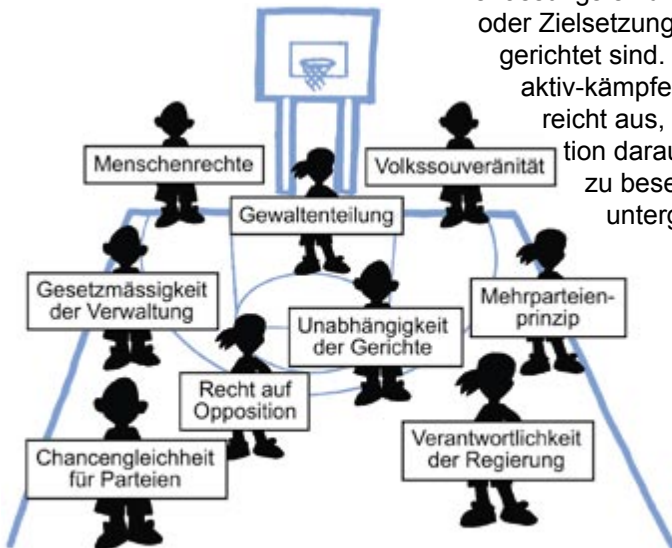 oder Zielsetzung
gerichtet sind.
aktiv-kämpfe
reicht aus,
tion darau
zu bese
unterg
Menschenrechte
Volkssouveränität
Gewaltenteilung
Gesetzmässigkeit
der Verwaltung
Unabhängigkeit
der Gerichte
Mehrparteien-
prinzip
Recht auf
Opposition
Chancengleichheit
für Parteien
Verantwortlichkeit
der Regierung